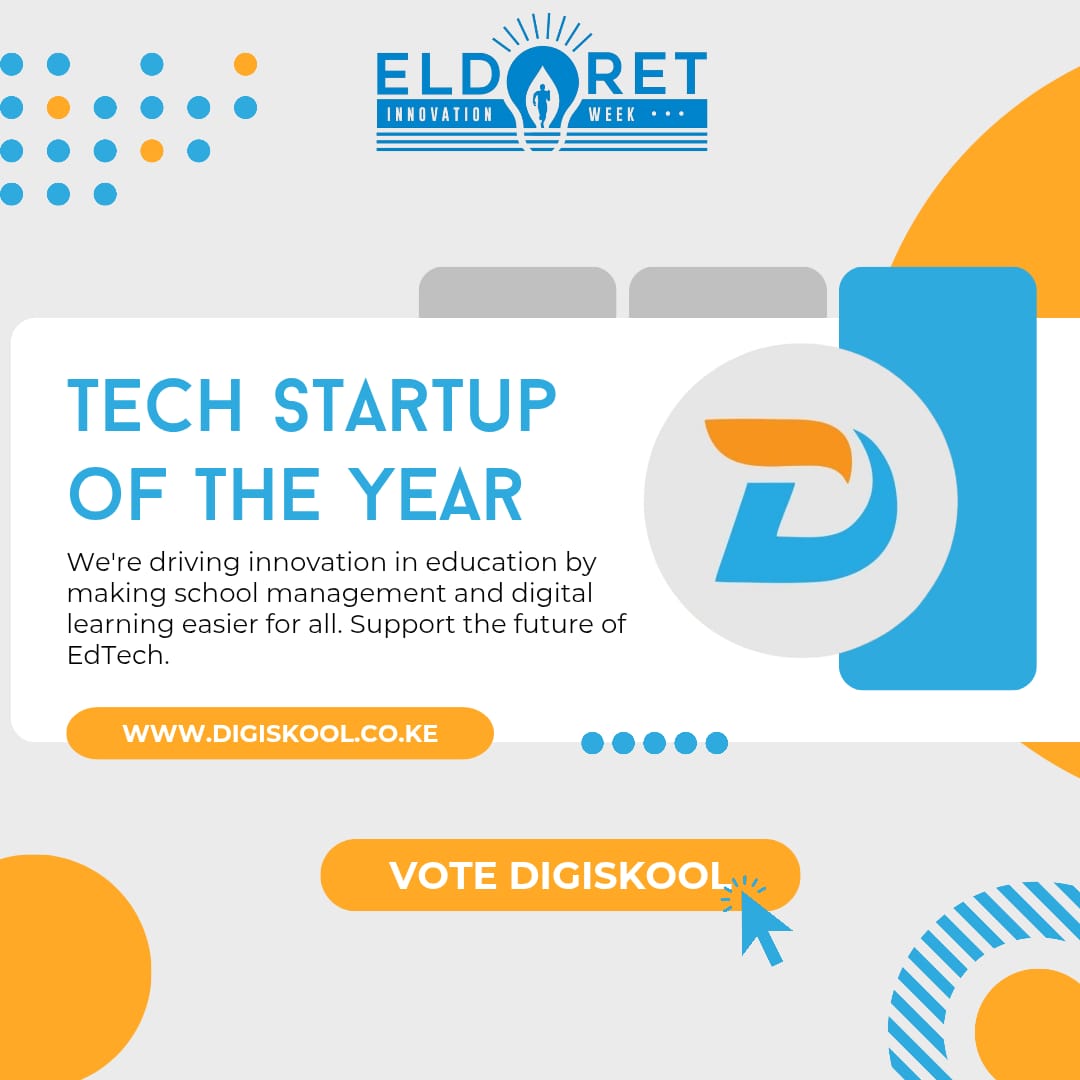 ELDORET
INNOVATION WEEK
TECH STARTUP
OF THE YEAR
We're driving innovation in education by
making school management and digital
learning easier for all. Support the future of
EdTech.
WWW.DIGISKOOL.CO.KE
VOTE DIGISKOOL